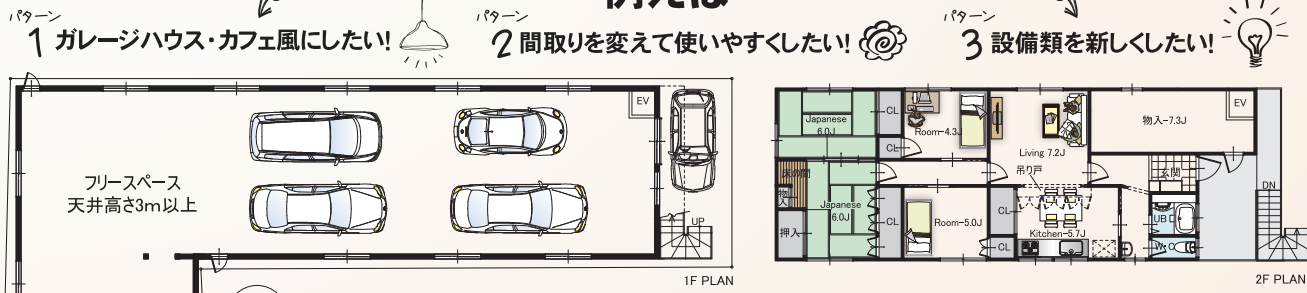 例えば
パターン
1 ガレージハウス・カフェ風にしたい!
パターン
2 間取りを変えて使いやすくしたい!
パターン
3 設備類を新しくしたい!
EV
フリースペース
天井高さ3m以上
UP
1F PLAN
Japanese
6.0J
CL
Room-4.3J
CL
Living 7.2J
物入-7.3J
EV
床の間
物入
押入
Japanese
6.0J
CL
Room-5.0J
CL
CL
吊り戸
Kitchen-5.7J
玄関
UB
W.C
DN
2F PLAN